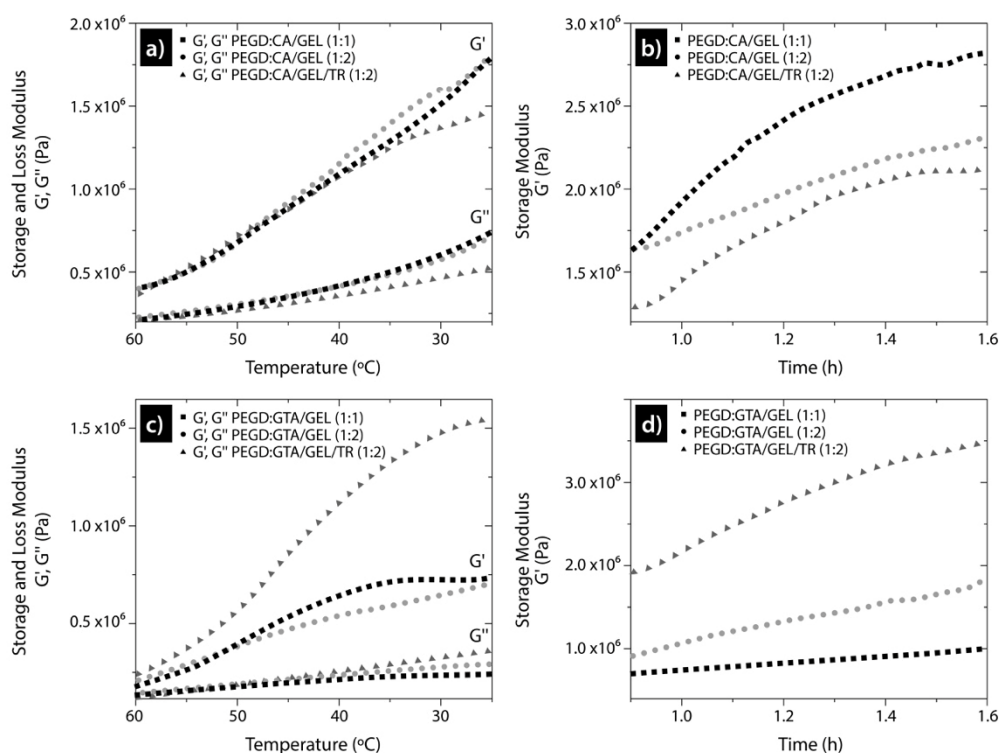 a)
G', G'' PEGD:CA/GEL (1:1)
G', G'' PEGD:CA/GEL (1:2)
G', G'' PEGD:CA/GEL/TR (1:2)
G'
G''
2.0 x10⁶
1.5 x10⁶
1.0 x10⁶
0.5 x10⁶
Storage and Loss Modulus
G', G'' (Pa)
60 50 40 30
Temperature (ºC)
b)
PEGD:CA/GEL (1:1)
PEGD:CA/GEL (1:2)
PEGD:CA/GEL/TR (1:2)
3.0 x10⁶
2.5 x10⁶
2.0 x10⁶
1.5 x10⁶
Storage Modulus
G' (Pa)
1.0 1.2 1.4 1.6
Time (h)
c)
G', G'' PEGD:GTA/GEL (1:1)
G', G'' PEGD:GTA/GEL (1:2)
G', G'' PEGD:GTA/GEL/TR (1:2)
G'
G''
1.5 x10⁶
1.0 x10⁶
0.5 x10⁶
Storage and Loss Modulus
G', G'' (Pa)
60 50 40 30
Temperature (ºC)
d)
PEGD:GTA/GEL (1:1)
PEGD:GTA/GEL (1:2)
PEGD:GTA/GEL/TR (1:2)
3.0 x10⁶
2.0 x10⁶
1.0 x10⁶
Storage Modulus
G' (Pa)
1.0 1.2 1.4 1.6
Time (h)